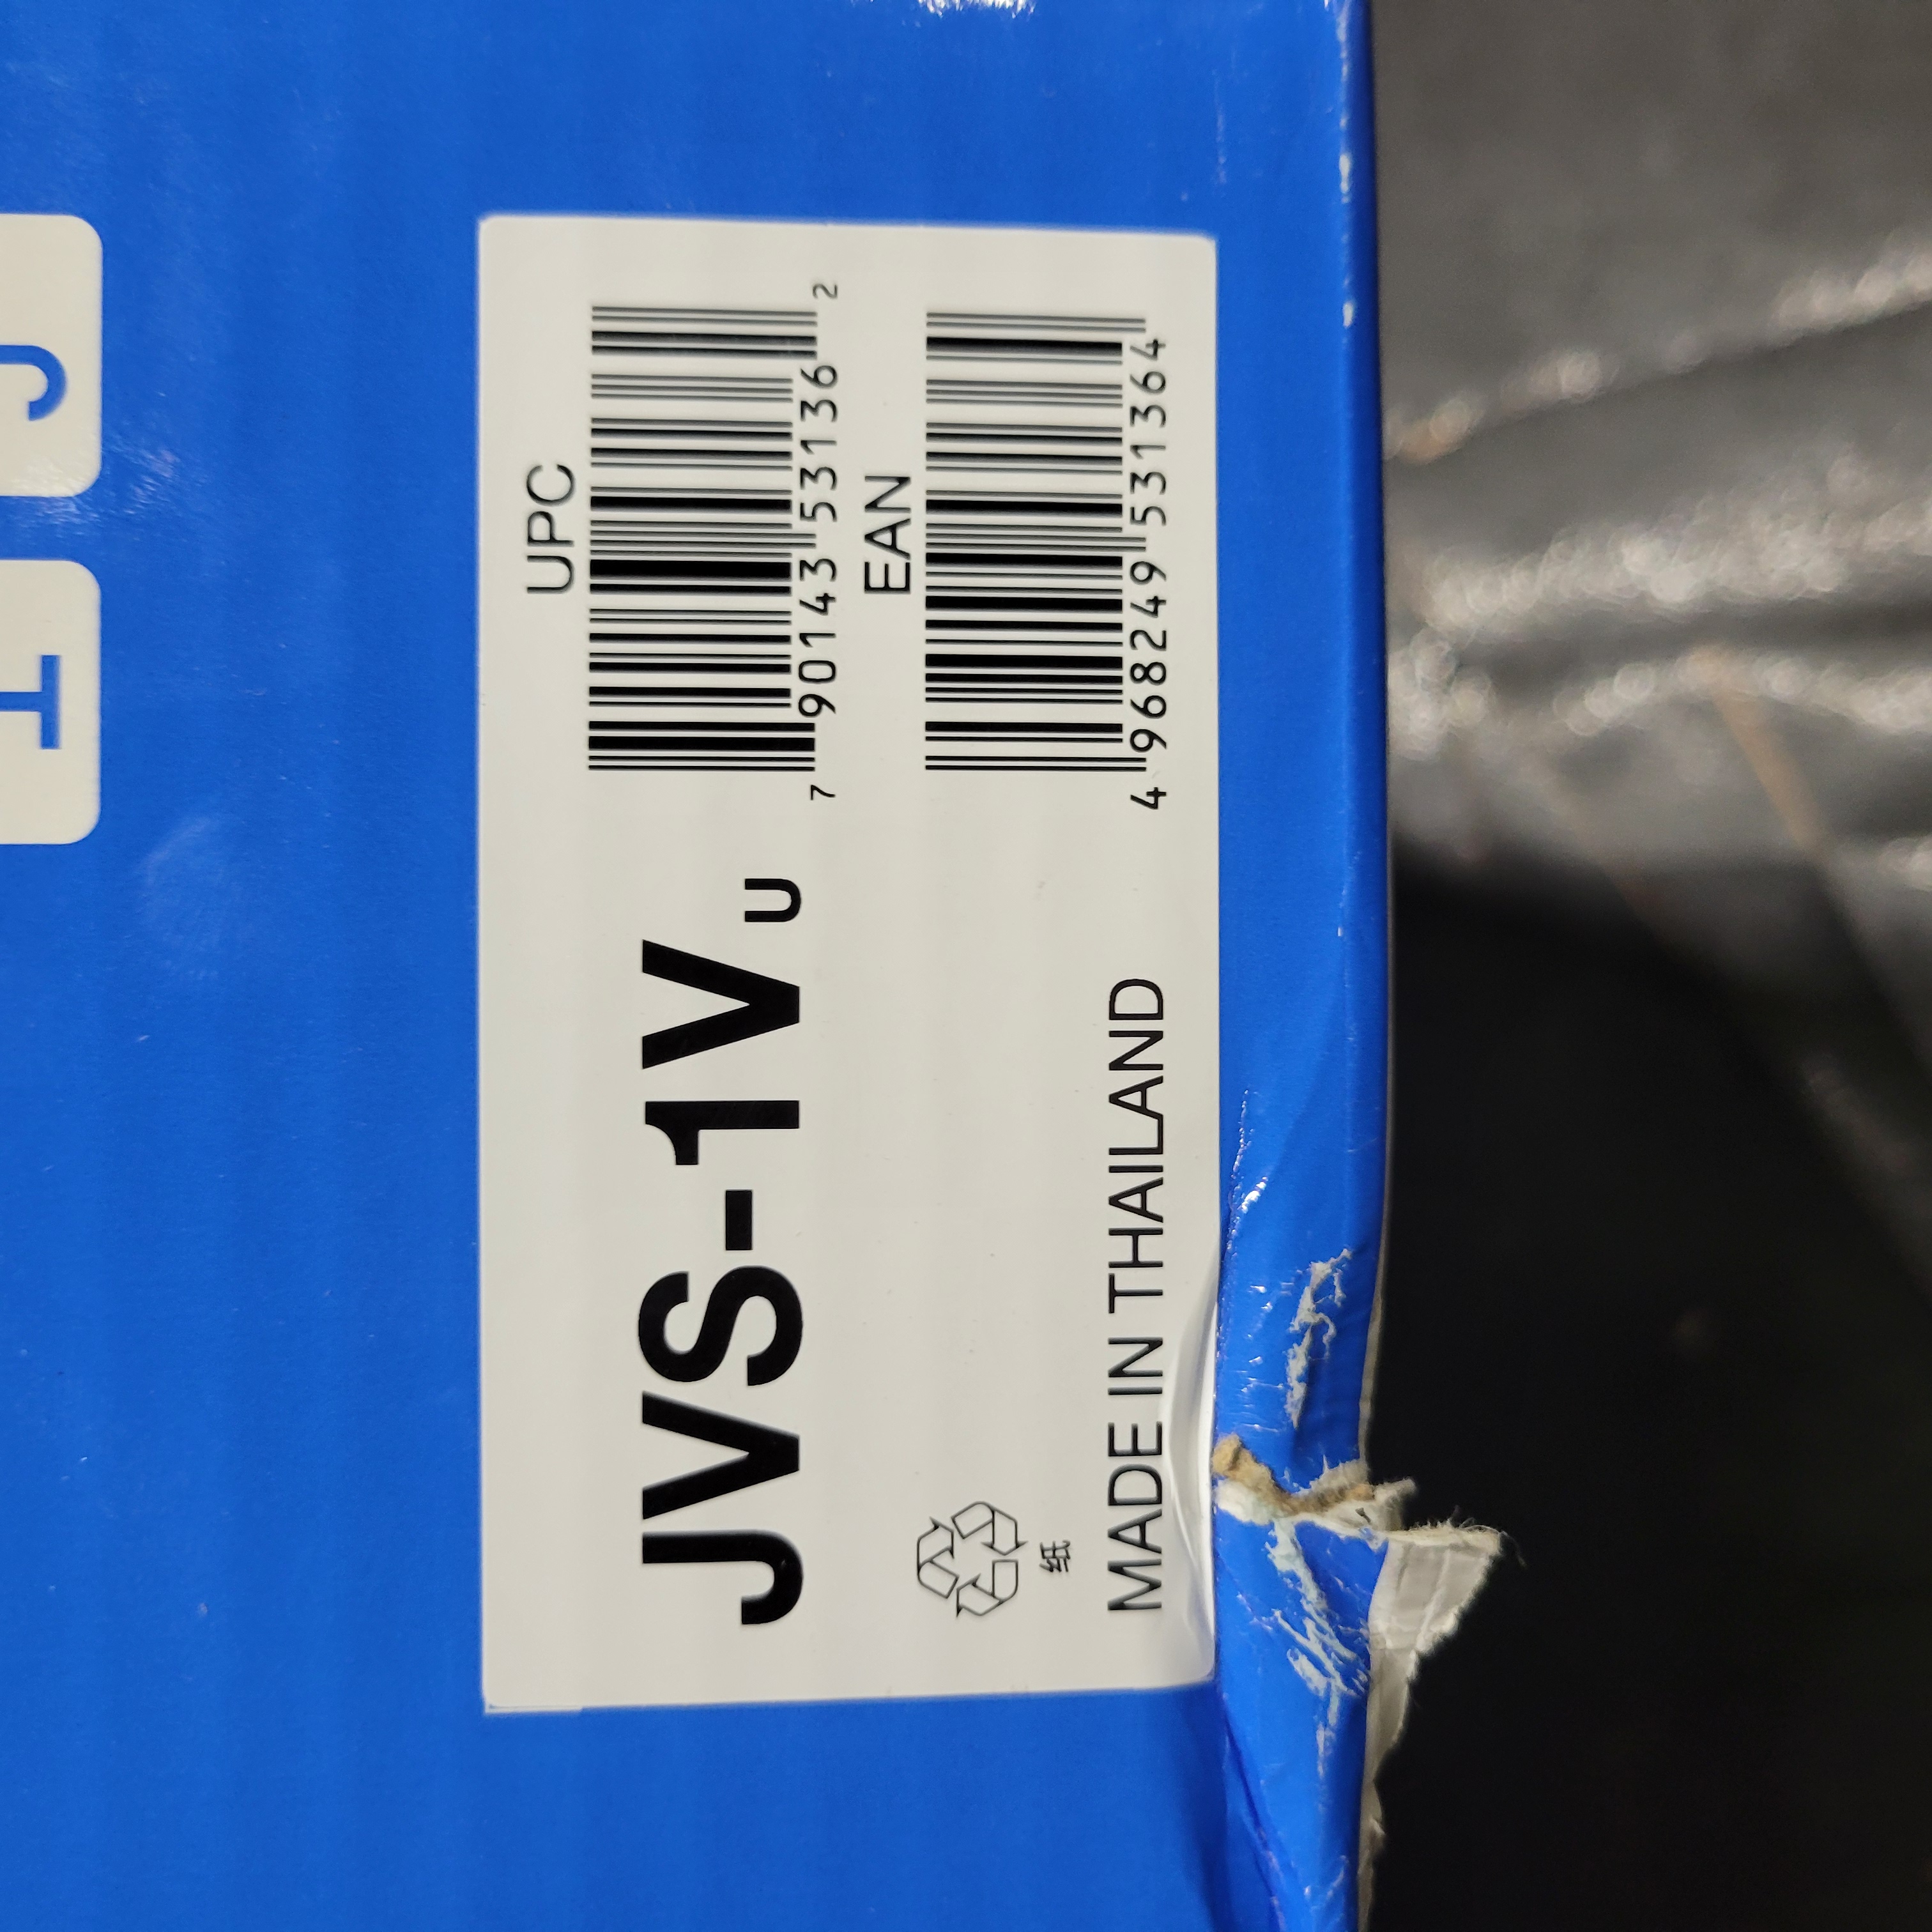 UPC
7 90143 53136 2
JVS-1V U
EAN
4 968249 531364
纸
MADE IN THAILAND
J
I